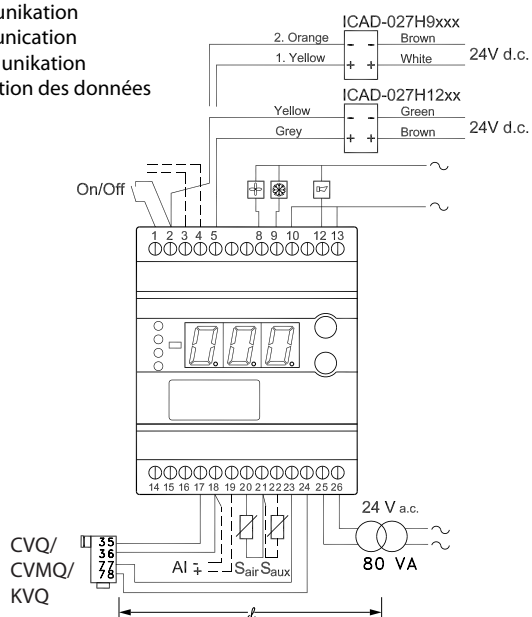 unikation
unication
unikation
tion des données
ICAD-027H9xxx
2. Orange - - Brown
1. Yellow + + White
24V d.c.
ICAD-027H12xx
Yellow - - Green
Grey + + Brown
24V d.c.
On/Off
1 2 3 4 5 8 9 10 12 13
0.0.0.
14 15 16 17 18 19 20 21 22 23 24 25 26
24 V a.c.
80 VA
CVQ/
CVMQ/
KVQ
35
36
77
78
AI - +
Sair Saux
d